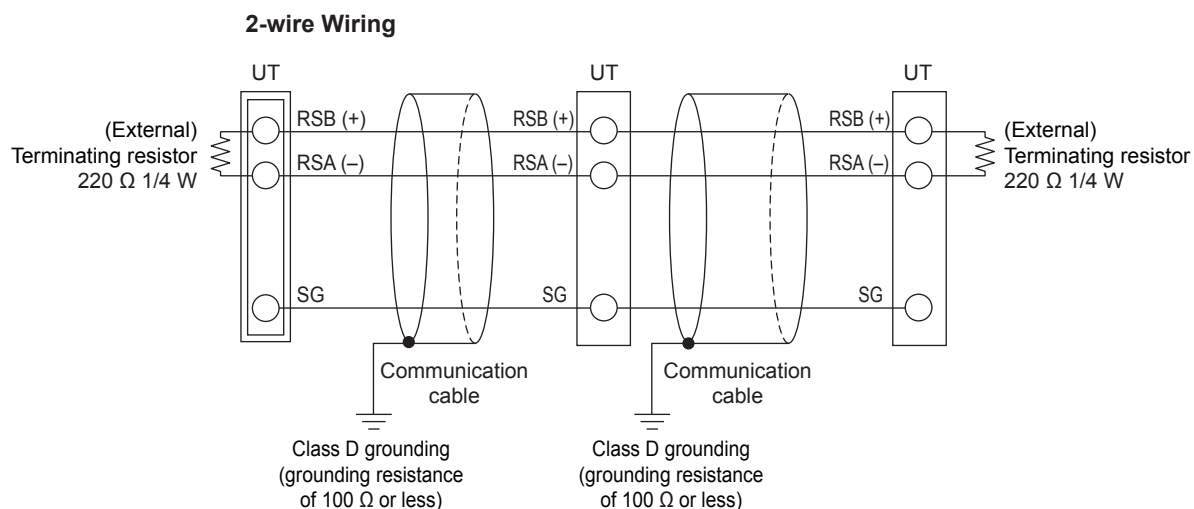 2-wire Wiring
UT
UT
UT
(External)
Terminating resistor
220 Ω 1/4 W
RSB (+)
RSB (+)
RSB (+)
RSA (–)
RSA (–)
RSA (–)
(External)
Terminating resistor
220 Ω 1/4 W
SG
SG
SG
Communication
cable
Communication
cable
Class D grounding
(grounding resistance
of 100 Ω or less)
Class D grounding
(grounding resistance
of 100 Ω or less)